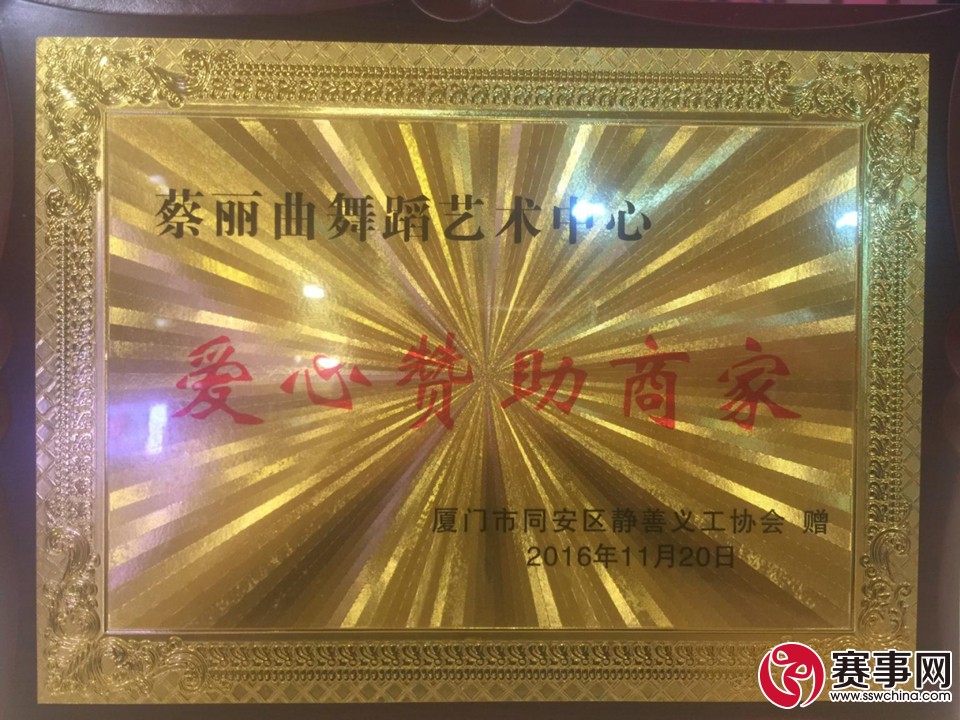 蔡丽曲舞蹈艺术中心
爱心赞助商家
厦门市同安区静善义工协会 赠
2016年11月20日
赛事网
www.sswchina.com